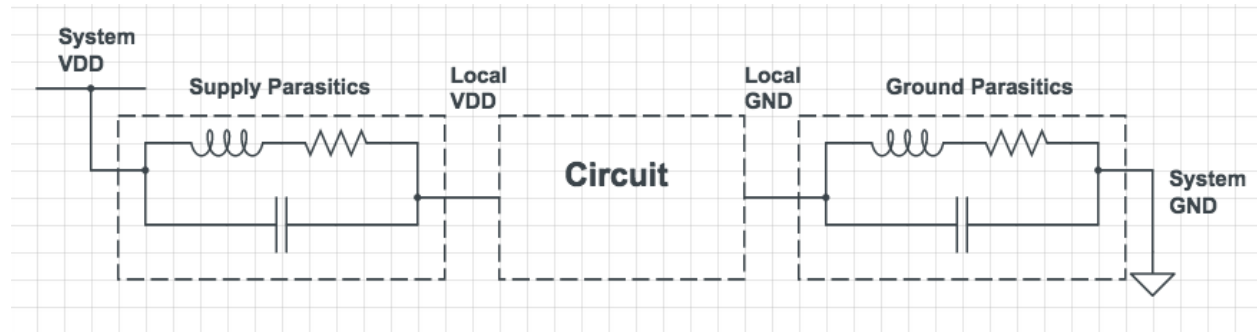 System
VDD
Supply Parasitics
Local
VDD
Local
GND
Ground Parasitics
Circuit
System
GND